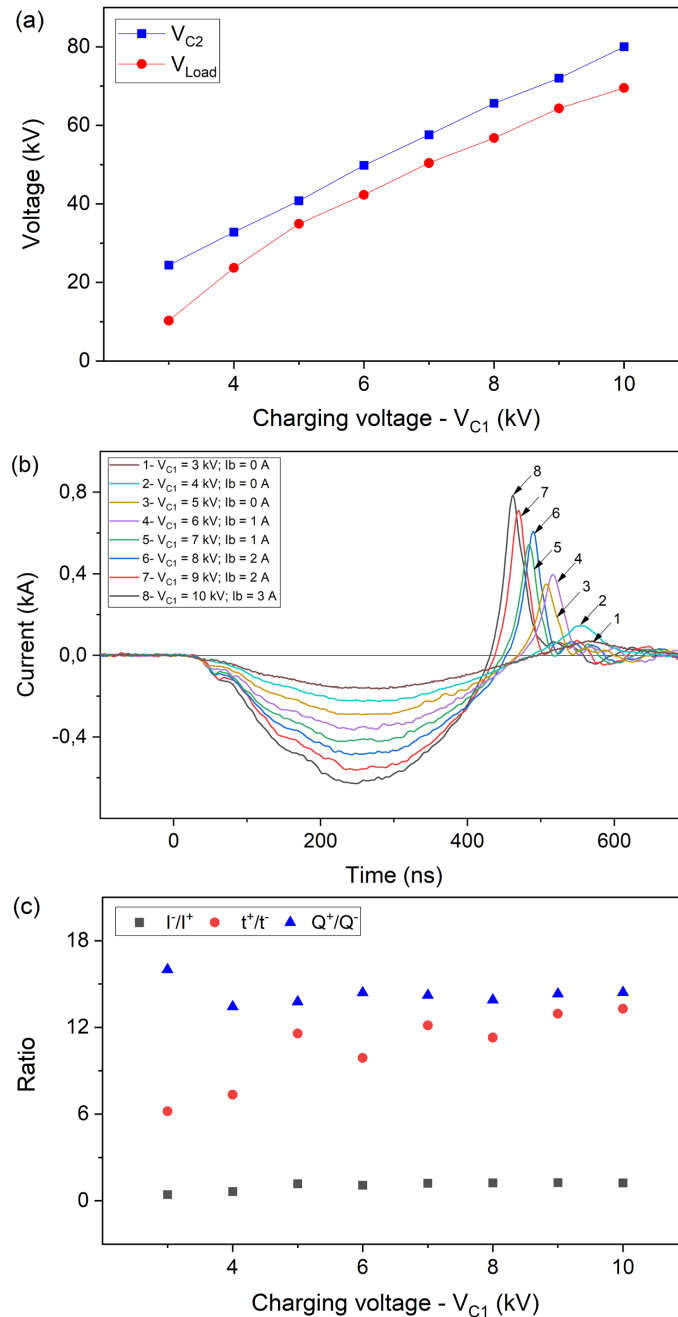 (a)
V_C2
V_Load
80
60
40
20
0
Voltage (kV)
4 6 8 10
Charging voltage - V_C1 (kV)
(b)
1- V_C1 = 3 kV; Ib = 0 A
2- V_C1 = 4 kV; Ib = 0 A
3- V_C1 = 5 kV; Ib = 0 A
4- V_C1 = 6 kV; Ib = 1 A
5- V_C1 = 7 kV; Ib = 1 A
6- V_C1 = 8 kV; Ib = 2 A
7- V_C1 = 9 kV; Ib = 2 A
8- V_C1 = 10 kV; Ib = 3 A
8
7
6
5
4
3
2
1
0,8
0,4
0,0
-0,4
Current (kA)
0 200 400 600
Time (ns)
(c)
I⁻/I⁺ t⁺/t⁻ Q⁺/Q⁻
18
12
6
0
Ratio
4 6 8 10
Charging voltage - V_C1 (kV)